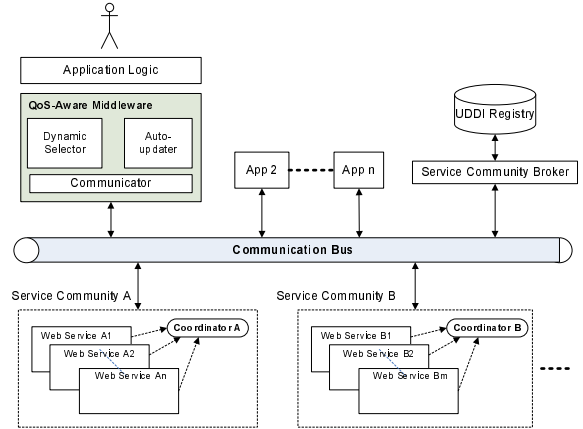 Application Logic
QoS-Aware Middleware
Dynamic
Selector
Auto-
updater
Communicator
App 2
App n
UDDI Registry
Service Community Broker
Communication Bus
Service Community A
Web Service A1
Web Service A2
Web Service An
Coordinator A
Service Community B
Web Service B1
Web Service B2
Web Service Bm
Coordinator B